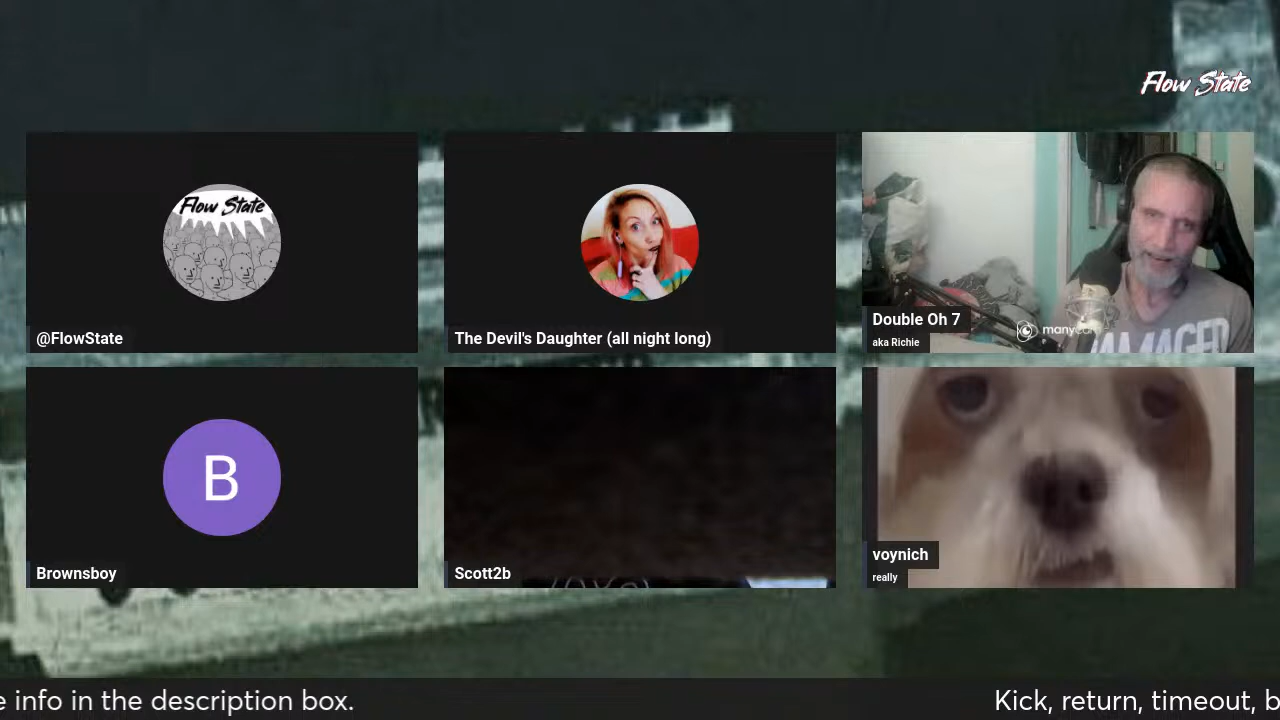 Flow State
Flow State
@FlowState
The Devil's Daughter (all night long)
Double Oh 7
aka Richie
many
DAMAGED
B
Brownsboy
Scott2b
voynich
really
e info in the description box.
Kick, return, timeout, b